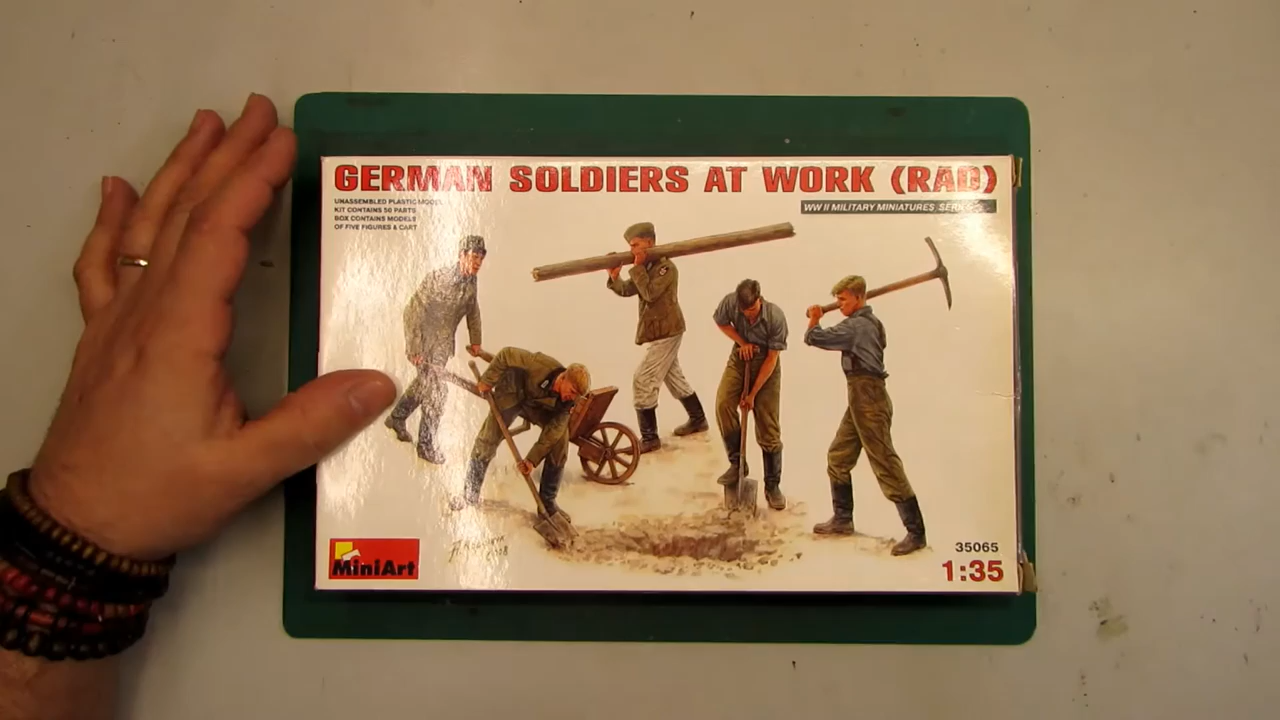 GERMAN SOLDIERS AT WORK (RAD)
UNASSEMBLED PLASTIC MODEL
KIT CONTAINS 50 PARTS
BOX CONTAINS MODELS
OF FIVE FIGURES & CART
WW II MILITARY MINIATURES
MiniArt
35065
1:35